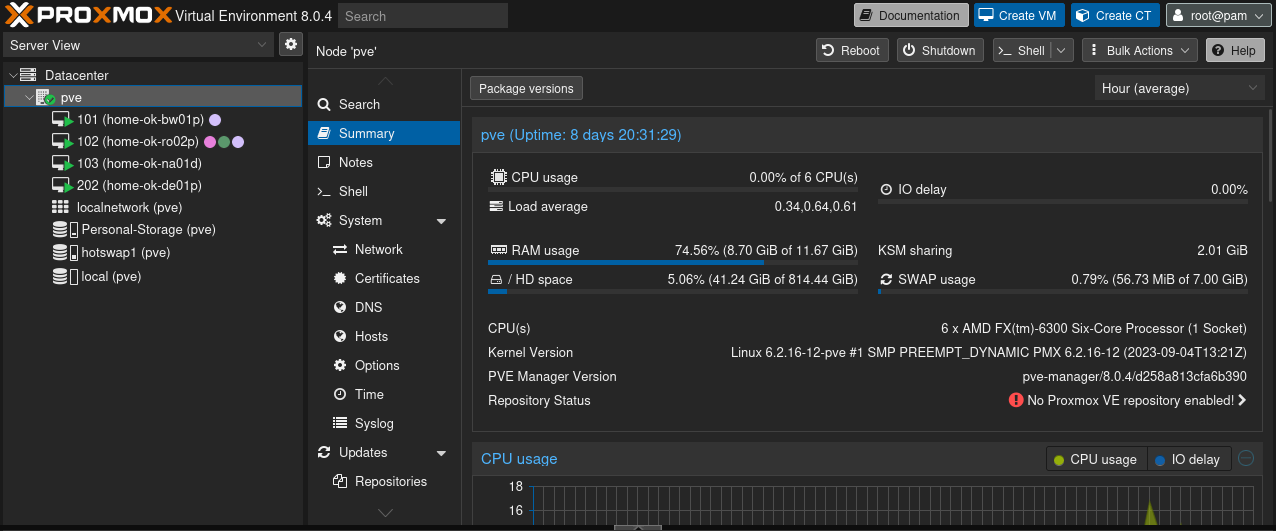 PROXMOX Virtual Environment 8.0.4 Search Documentation Create VM Create CT root@pam
Server View
Datacenter
pve
101 (home-ok-bw01p)
102 (home-ok-ro02p)
103 (home-ok-na01d)
202 (home-ok-de01p)
localnetwork (pve)
Personal-Storage (pve)
hotswap1 (pve)
local (pve)
Node 'pve' Reboot Shutdown Shell Bulk Actions Help
Search
Summary
Notes
Shell
System
Network
Certificates
DNS
Hosts
Options
Time
Syslog
Updates
Repositories
Package versions Hour (average)
pve (Uptime: 8 days 20:31:29)
CPU usage 0.00% of 6 CPU(s)
IO delay 0.00%
Load average 0.34,0.64,0.61
RAM usage 74.56% (8.70 GiB of 11.67 GiB)
KSM sharing 2.01 GiB
/ HD space 5.06% (41.24 GiB of 814.44 GiB)
SWAP usage 0.79% (56.73 MiB of 7.00 GiB)
CPU(s) 6 x AMD FX(tm)-6300 Six-Core Processor (1 Socket)
Kernel Version Linux 6.2.16-12-pve #1 SMP PREEMPT_DYNAMIC PMX 6.2.16-12 (2023-09-04T13:21Z)
PVE Manager Version pve-manager/8.0.4/d258a813cfa6b390
Repository Status No Proxmox VE repository enabled!
CPU usage CPU usage IO delay
18
16